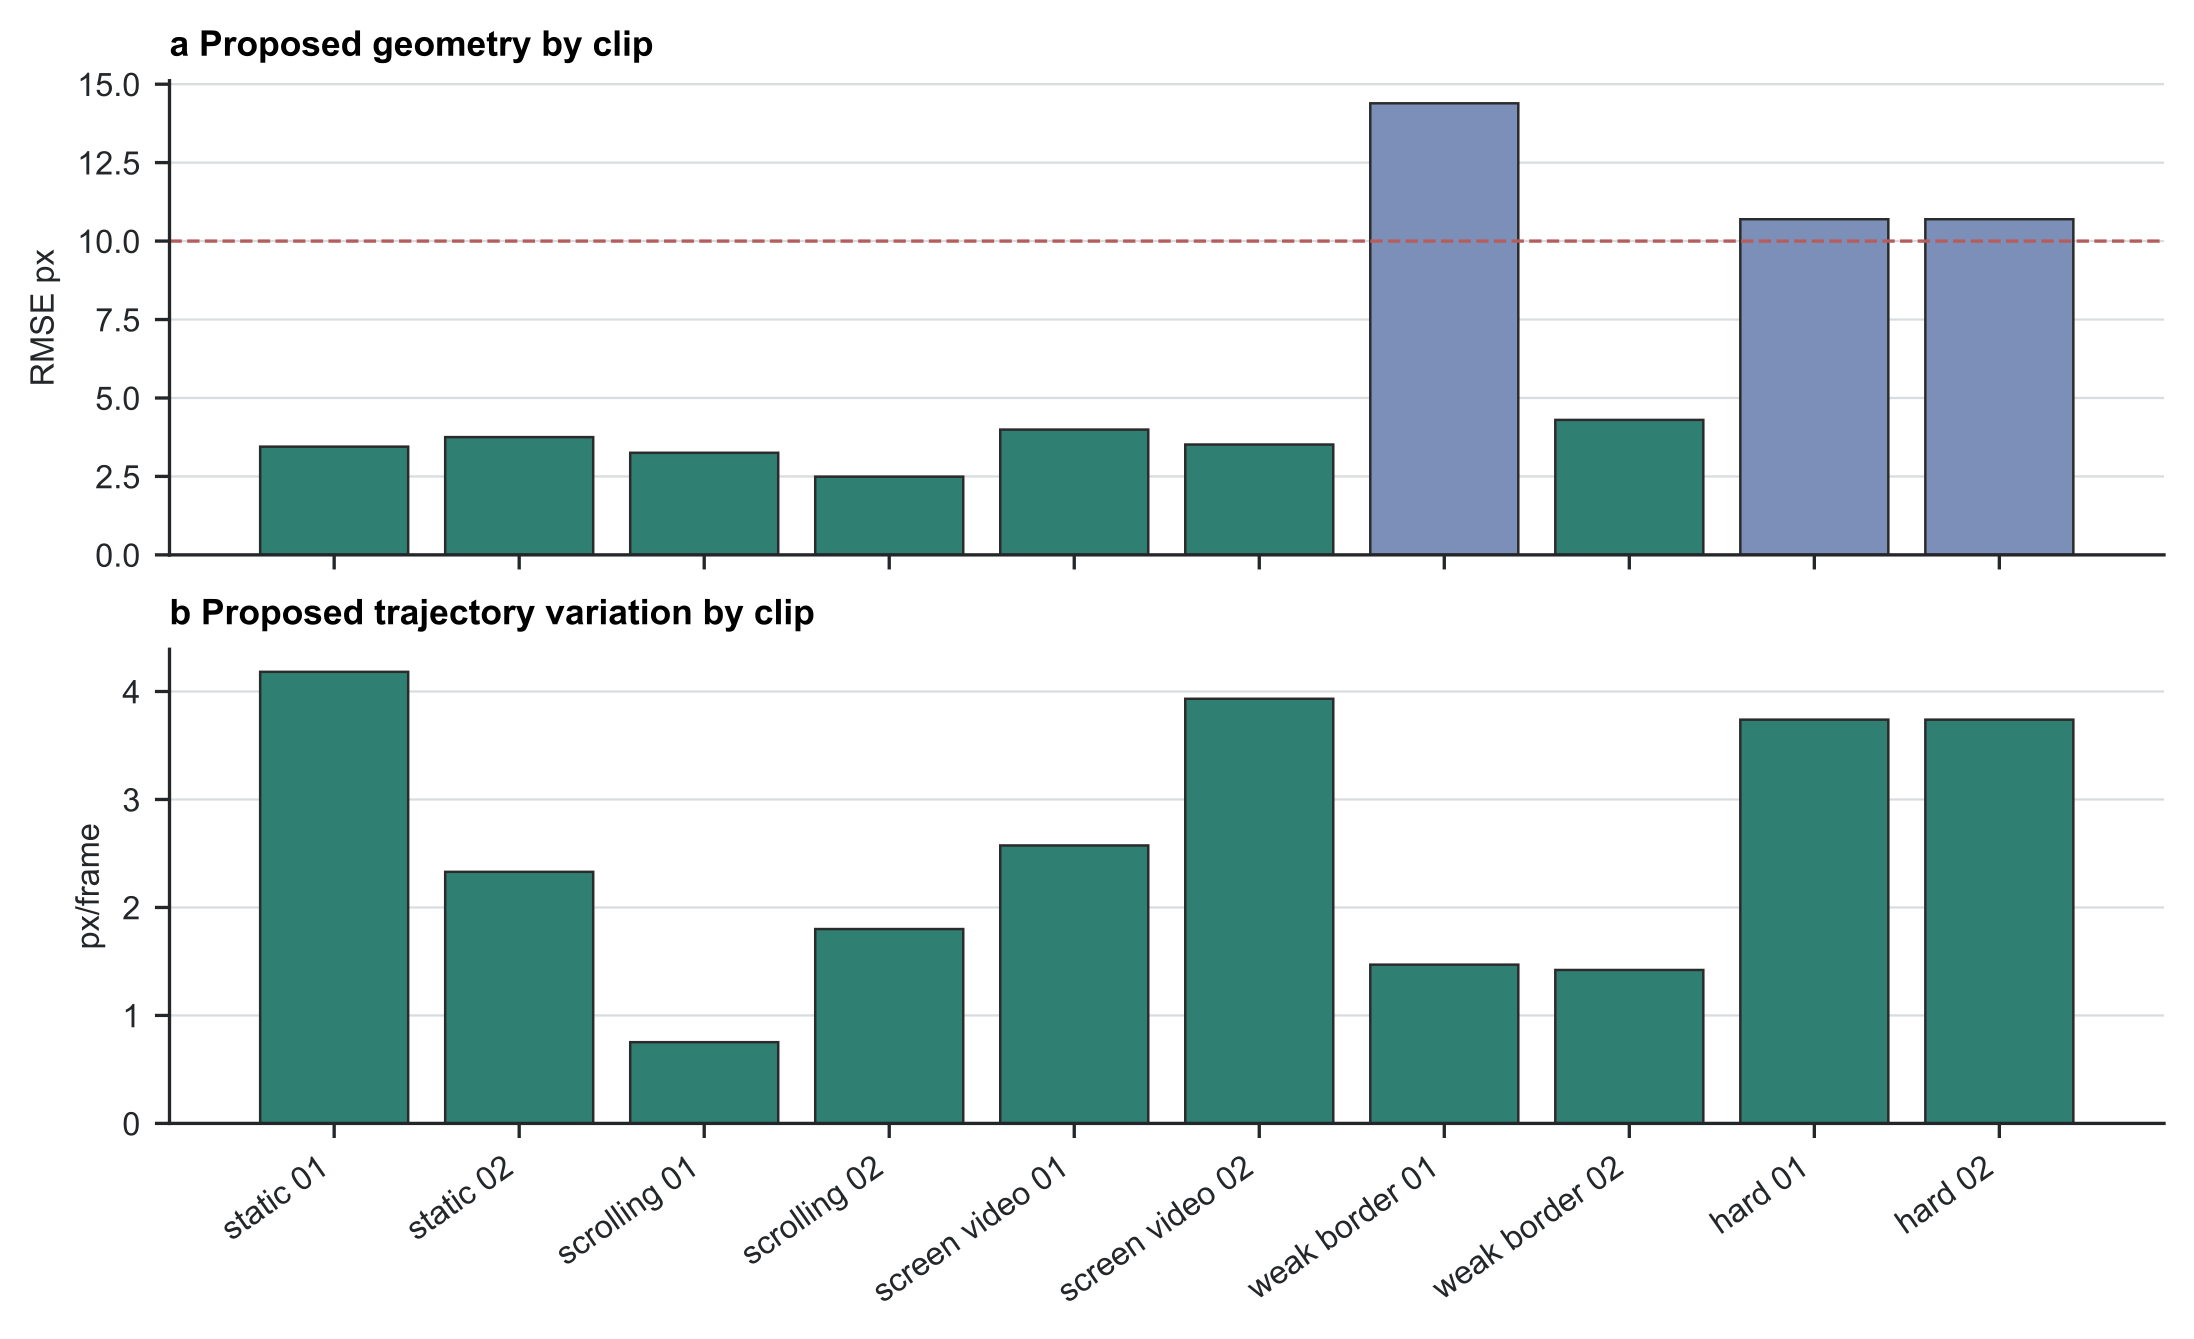 a Proposed geometry by clip
15.0
12.5
10.0
7.5
5.0
2.5
0.0
RMSE px
b Proposed trajectory variation by clip
4
3
2
1
0
px/frame
static 01
static 02
scrolling 01
scrolling 02
screen video 01
screen video 02
weak border 01
weak border 02
hard 01
hard 02